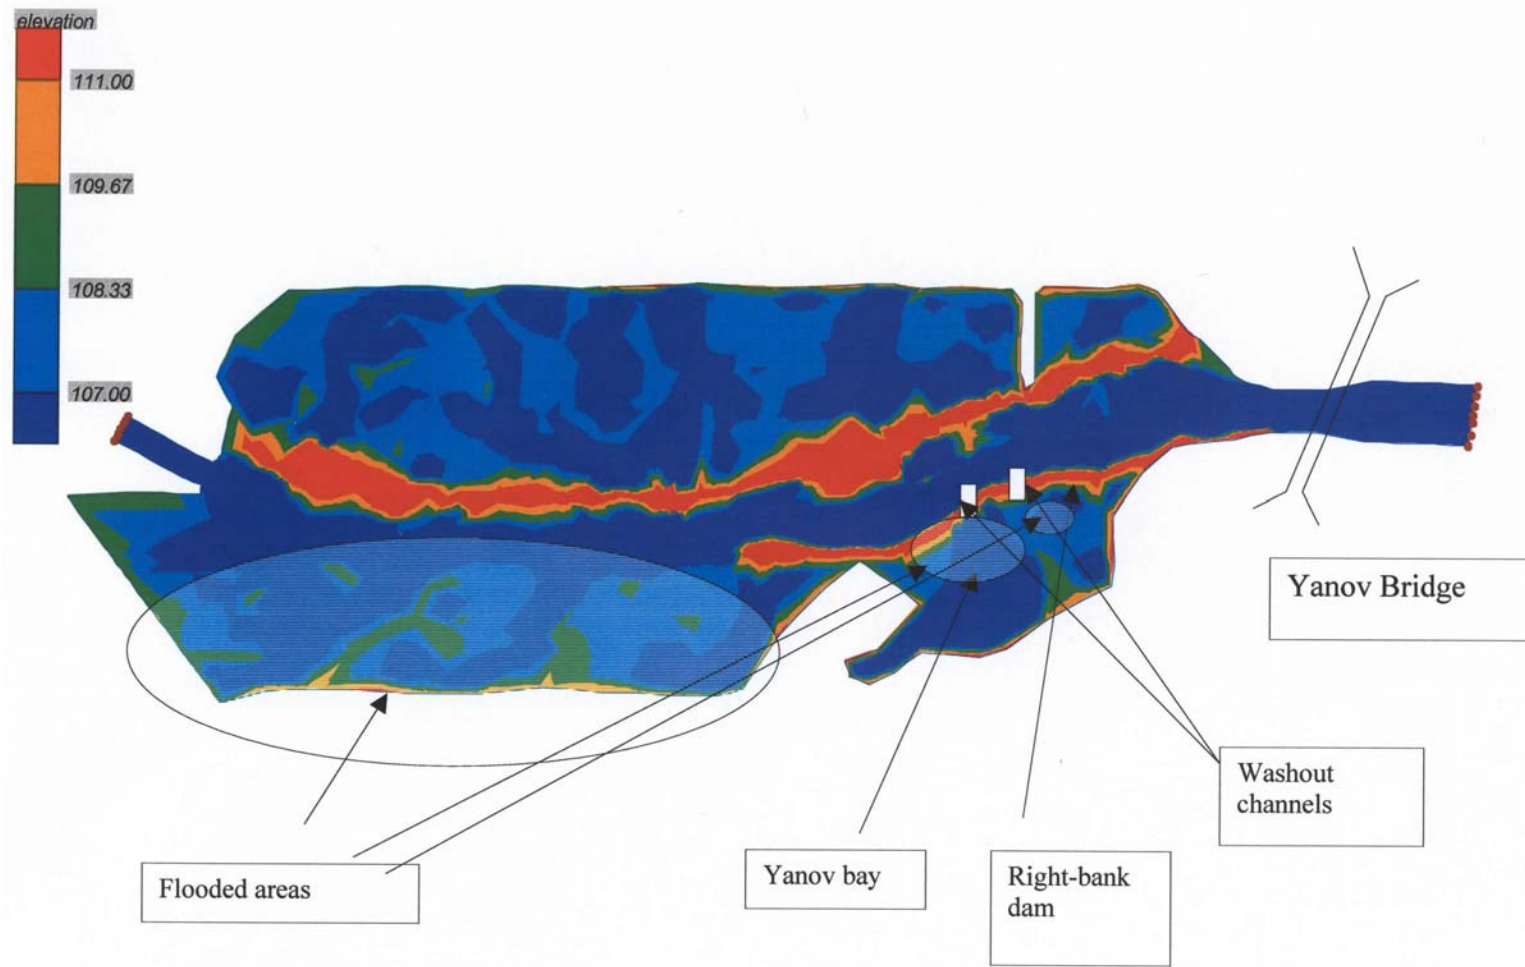 elevation
111.00
109.67
108.33
107.00
Yanov Bridge
Washout
channels
Flooded areas
Yanov bay
Right-bank
dam